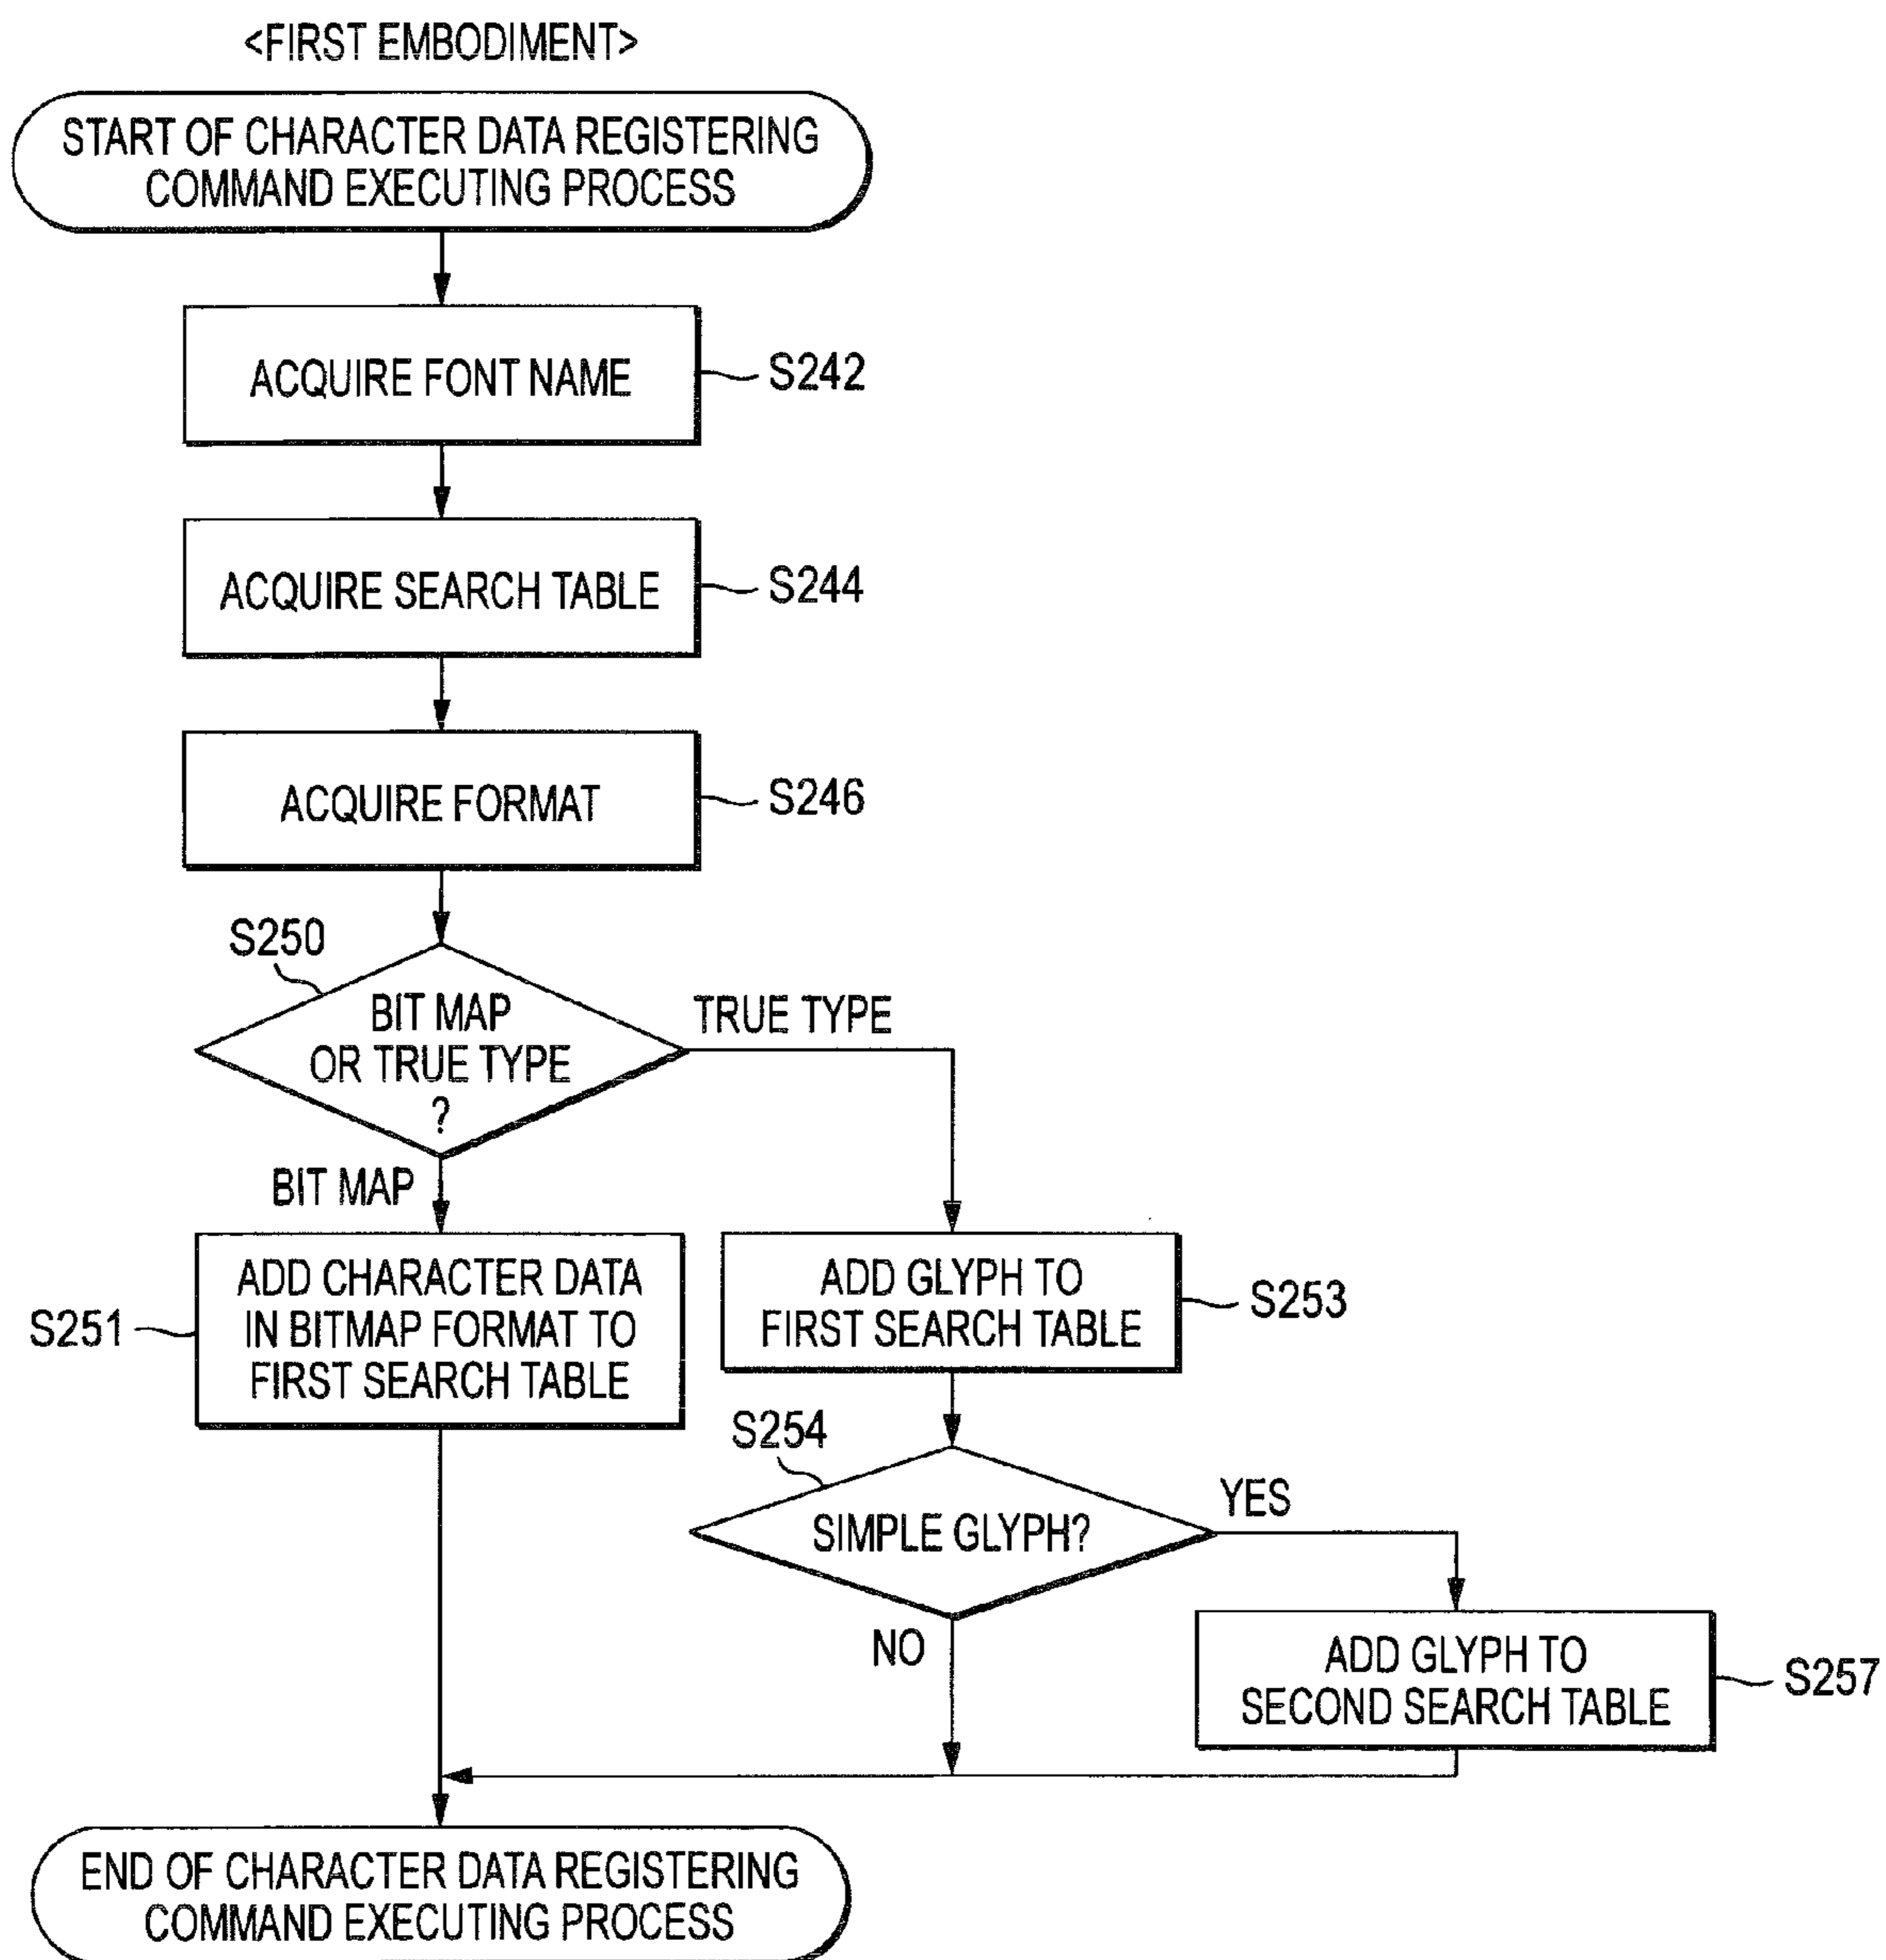 <FIRST EMBODIMENT>
START OF CHARACTER DATA REGISTERING
COMMAND EXECUTING PROCESS
ACQUIRE FONT NAME
S242
ACQUIRE SEARCH TABLE
S244
ACQUIRE FORMAT
S246
S250
BIT MAP
OR TRUE TYPE
?
TRUE TYPE
BIT MAP
S251
ADD CHARACTER DATA
IN BITMAP FORMAT TO
FIRST SEARCH TABLE
ADD GLYPH TO
FIRST SEARCH TABLE
S253
S254
SIMPLE GLYPH?
YES
NO
ADD GLYPH TO
SECOND SEARCH TABLE
S257
END OF CHARACTER DATA REGISTERING
COMMAND EXECUTING PROCESS